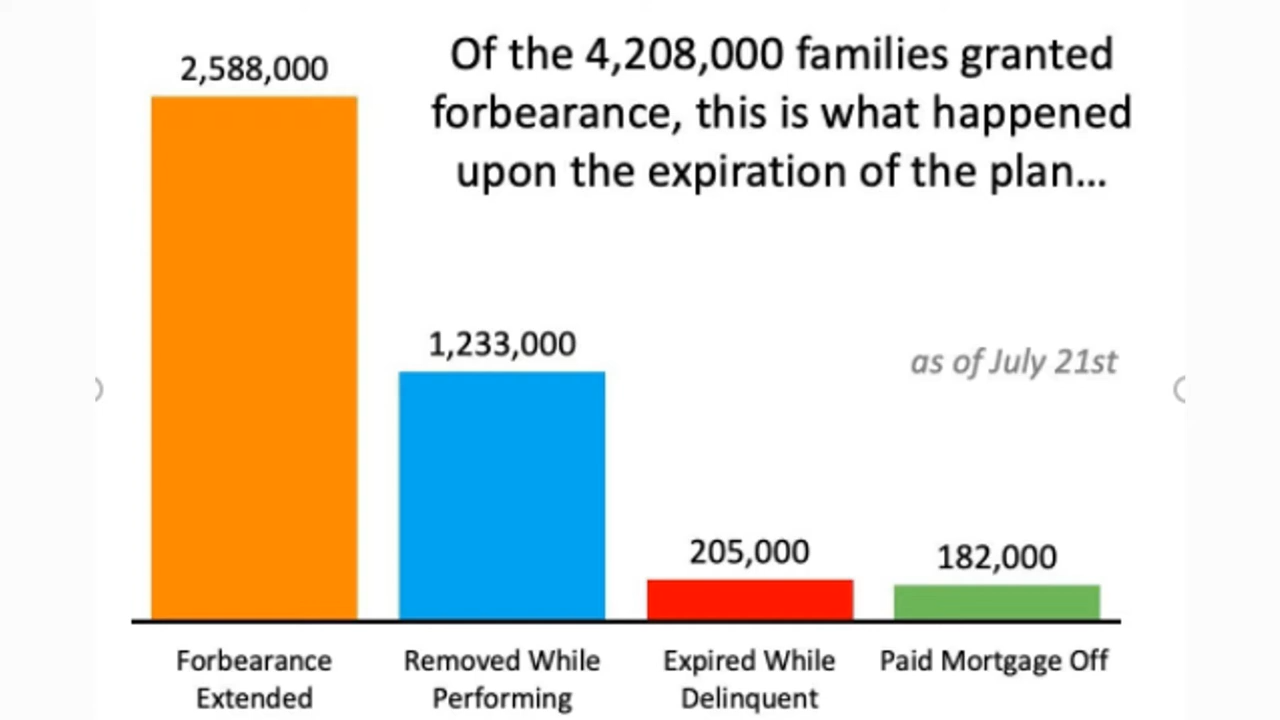 Of the 4,208,000 families granted
forbearance, this is what happened
upon the expiration of the plan...
as of July 21st
2,588,000
1,233,000
205,000
182,000
Forbearance
Extended
Removed While
Performing
Expired While
Delinquent
Paid Mortgage Off